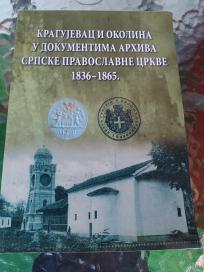 КРАГУЈЕВАЦ И ОКОЛИНА
У ДОКУМЕНТИМА АРХИВА
СРПСКЕ ПРАВОСЛАВНЕ ЦРКВЕ
1836-1865.